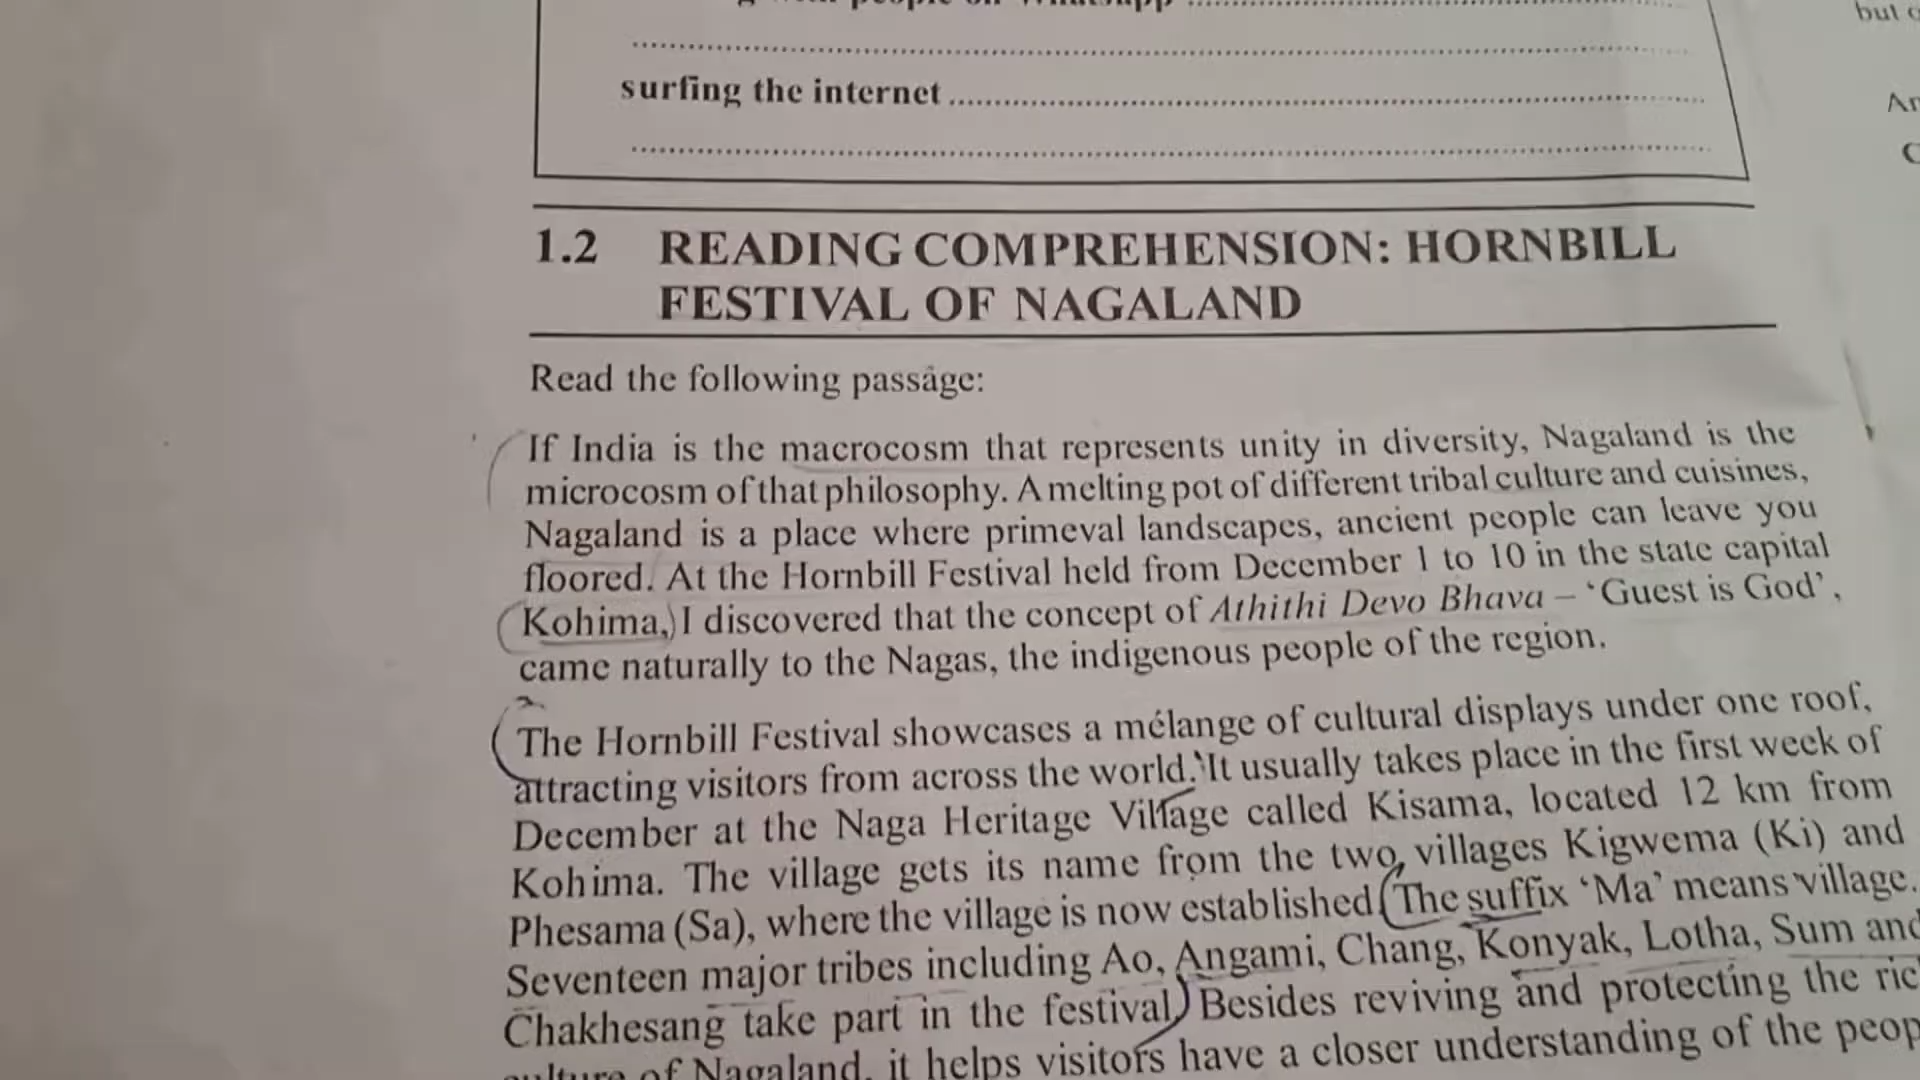 with people on Whatsapp ........
........
surfing the internet ........
........
but
1.2 READING COMPREHENSION: HORNBILL
FESTIVAL OF NAGALAND
Read the following passage:
If India is the macrocosm that represents unity in diversity, Nagaland is the
microcosm of that philosophy. A melting pot of different tribal culture and cuisines,
Nagaland is a place where primeval landscapes, ancient people can leave you
floored. At the Hornbill Festival held from December 1 to 10 in the state capital
Kohima, I discovered that the concept of Athithi Devo Bhava – ‘Guest is God’,
came naturally to the Nagas, the indigenous people of the region.
The Hornbill Festival showcases a mélange of cultural displays under one roof,
attracting visitors from across the world. It usually takes place in the first week of
December at the Naga Heritage Village called Kisama, located 12 km from
Kohima. The village gets its name from the two villages Kigwema (Ki) and
Phesama (Sa), where the village is now established. The suffix ‘Ma’ means village.
Seventeen major tribes including Ao, Angami, Chang, Konyak, Lotha, Sum and
Chakhesang take part in the festival. Besides reviving and protecting the
culture of Nagaland, it helps visitors have a closer understanding of the